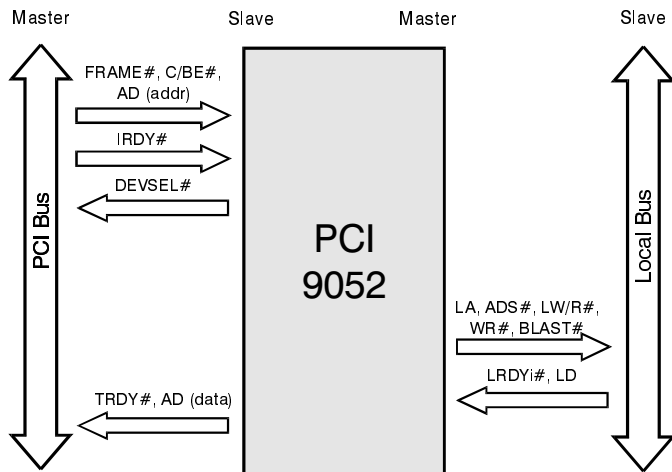 Master
Slave
Master
Slave
FRAME#, C/BE#,
AD (addr)
IRDY#
DEVSEL#
PCI Bus
PCI
9052
Local Bus
LA, ADS#, LW/R#,
WR#, BLAST#
LRDYi#, LD
TRDY#, AD (data)